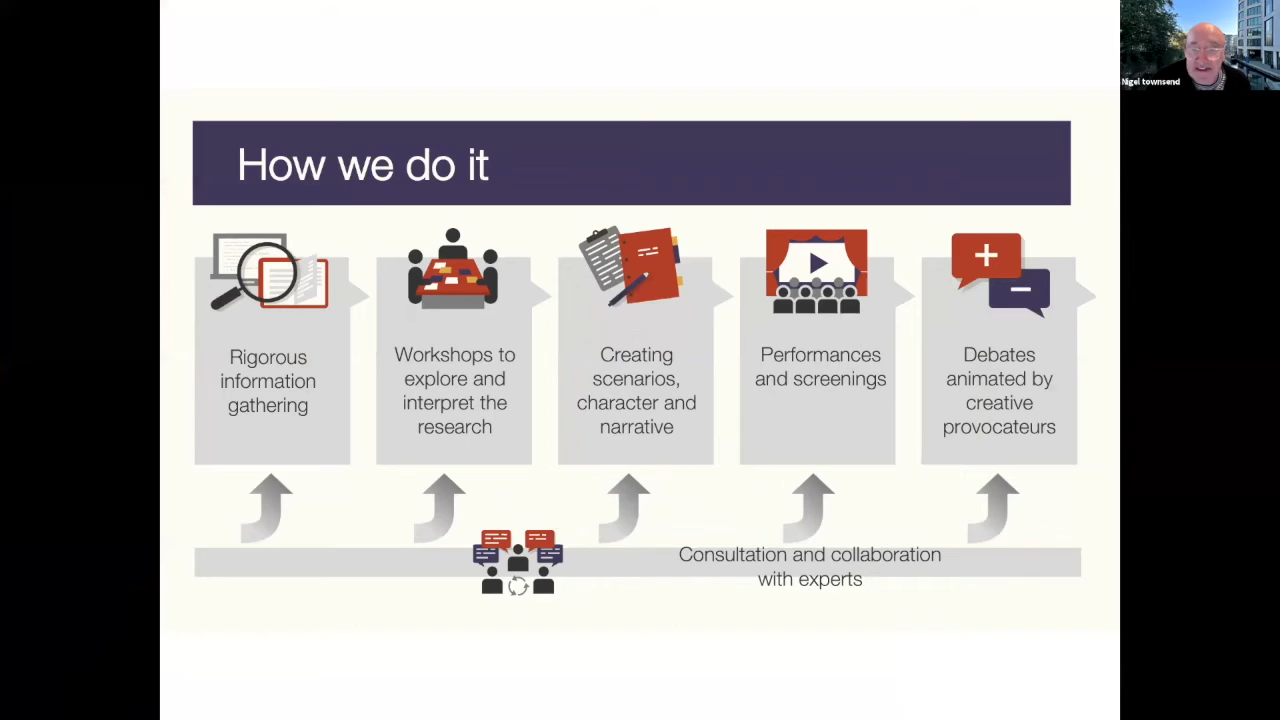 Nigel townsend
How we do it
Rigorous
information
gathering
Workshops to
explore and
interpret the
research
Creating
scenarios,
character and
narrative
Performances
and screenings
Debates
animated by
creative
provocateurs
Consultation and collaboration
with experts